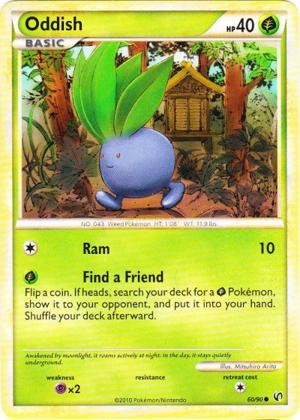 Oddish
HP 40
BASIC
NO. 043 Weed Pokémon HT: 1'08" WT: 11.9 lbs.
Ram 10
Find a Friend
Flip a coin. If heads, search your deck for a Pokémon,
show it to your opponent, and put it into your hand.
Shuffle your deck afterward.
Awakened by moonlight, it roams actively at night. In the day, it stays quietly
underground.
Illus. Mitsuhiro Arita
weakness resistance retreat cost
×2
©2010 Pokémon/Nintendo 60/90